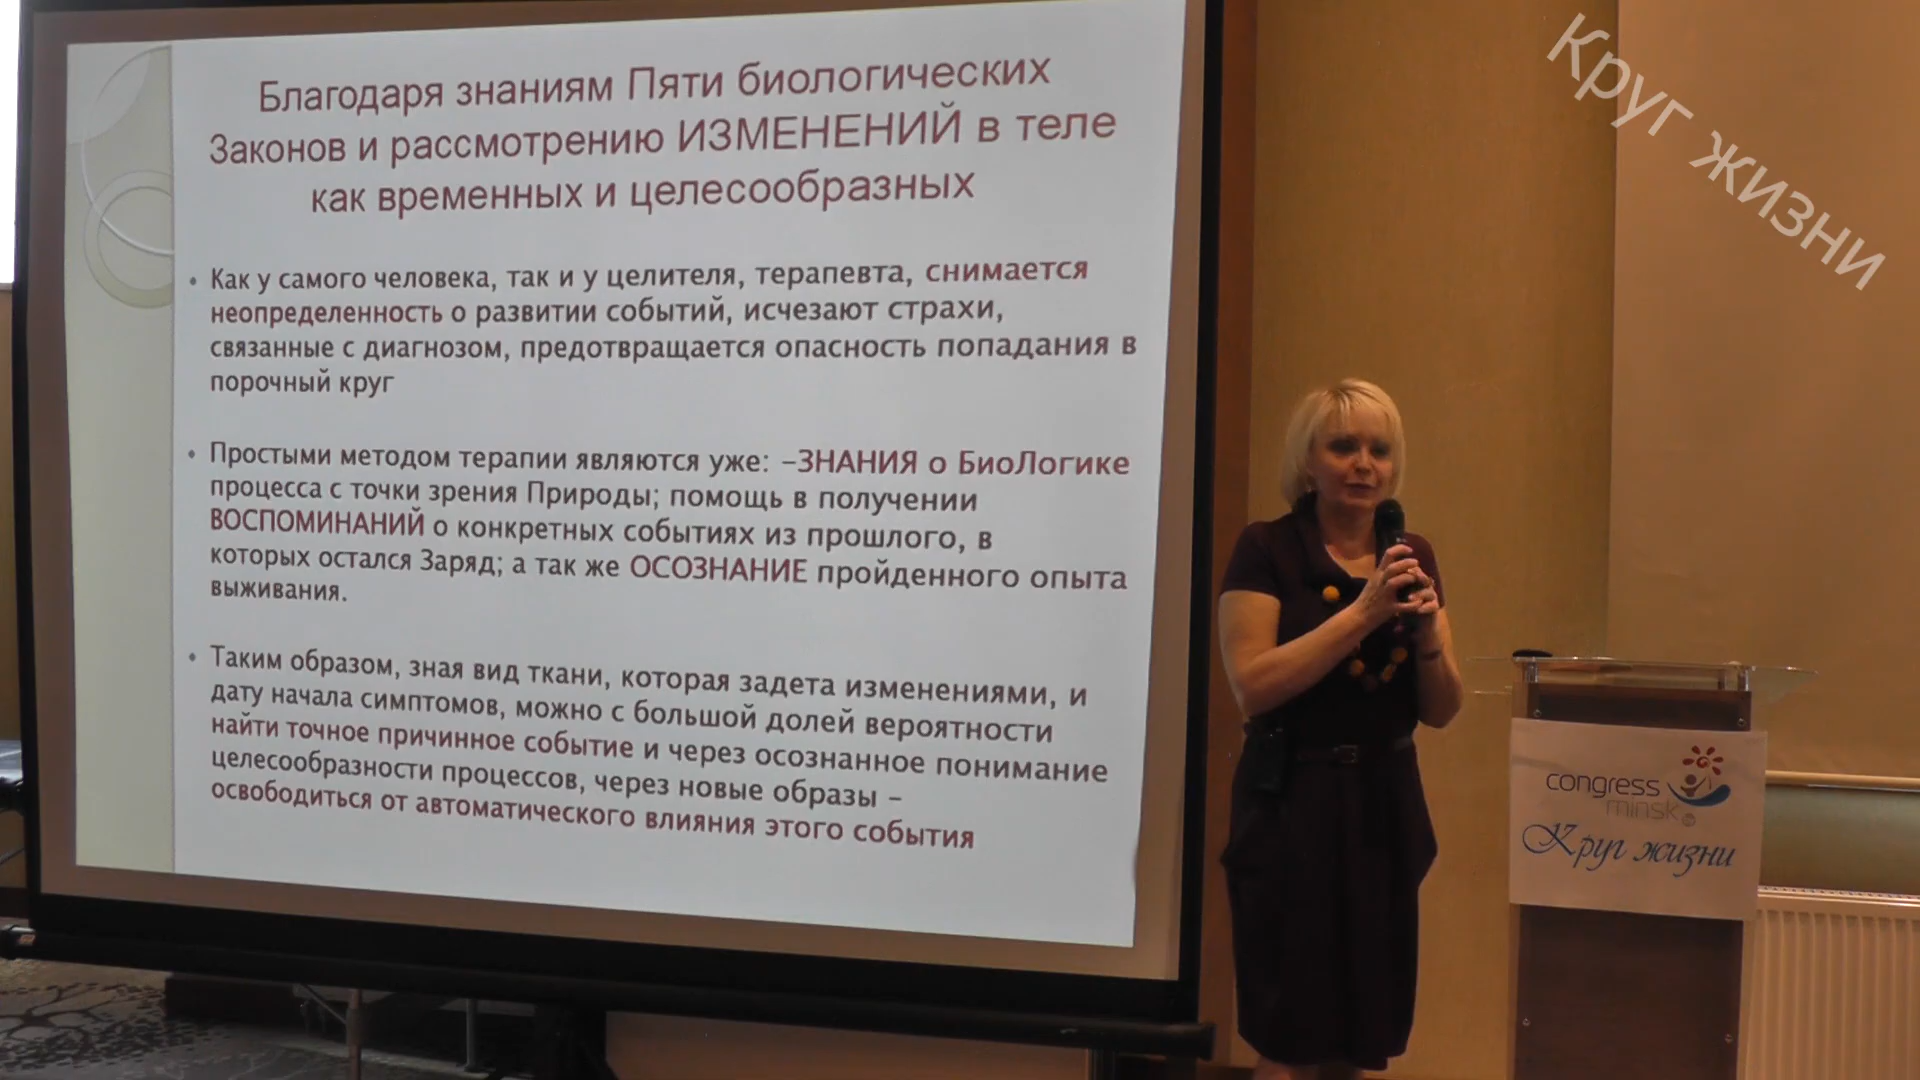 Благодаря знаниям Пяти биологических
Законов и рассмотрению ИЗМЕНЕНИЙ в теле
как временных и целесообразных
• Как у самого человека, так и у целителя, терапевта, снимается
неопределенность о развитии событий, исчезают страхи,
связанные с диагнозом, предотвращается опасность попадания в
порочный круг
• Простыми методом терапии являются уже: –ЗНАНИЯ о БиоЛогике
процесса с точки зрения Природы; помощь в получении
ВОСПОМИНАНИЙ о конкретных событиях из прошлого, в
которых остался Заряд; а так же ОСОЗНАНИЕ пройденного опыта
выживания.
• Таким образом, зная вид ткани, которая задета изменениями, и
дату начала симптомов, можно с большой долей вероятности
найти точное причинное событие и через осознанное понимание
целесообразности процессов, через новые образы –
освободиться от автоматического влияния этого события
Круг жизни
congress
minsk
Круг жизни